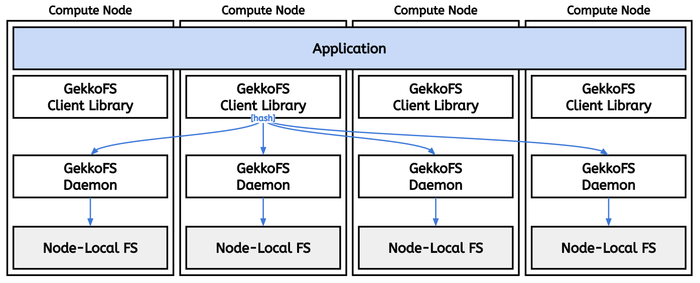 Compute Node
Compute Node
Compute Node
Compute Node
Application
GekkoFS
Client Library
GekkoFS
Client Library
GekkoFS
Client Library
GekkoFS
Client Library
[hash]
GekkoFS
Daemon
GekkoFS
Daemon
GekkoFS
Daemon
GekkoFS
Daemon
Node-Local FS
Node-Local FS
Node-Local FS
Node-Local FS